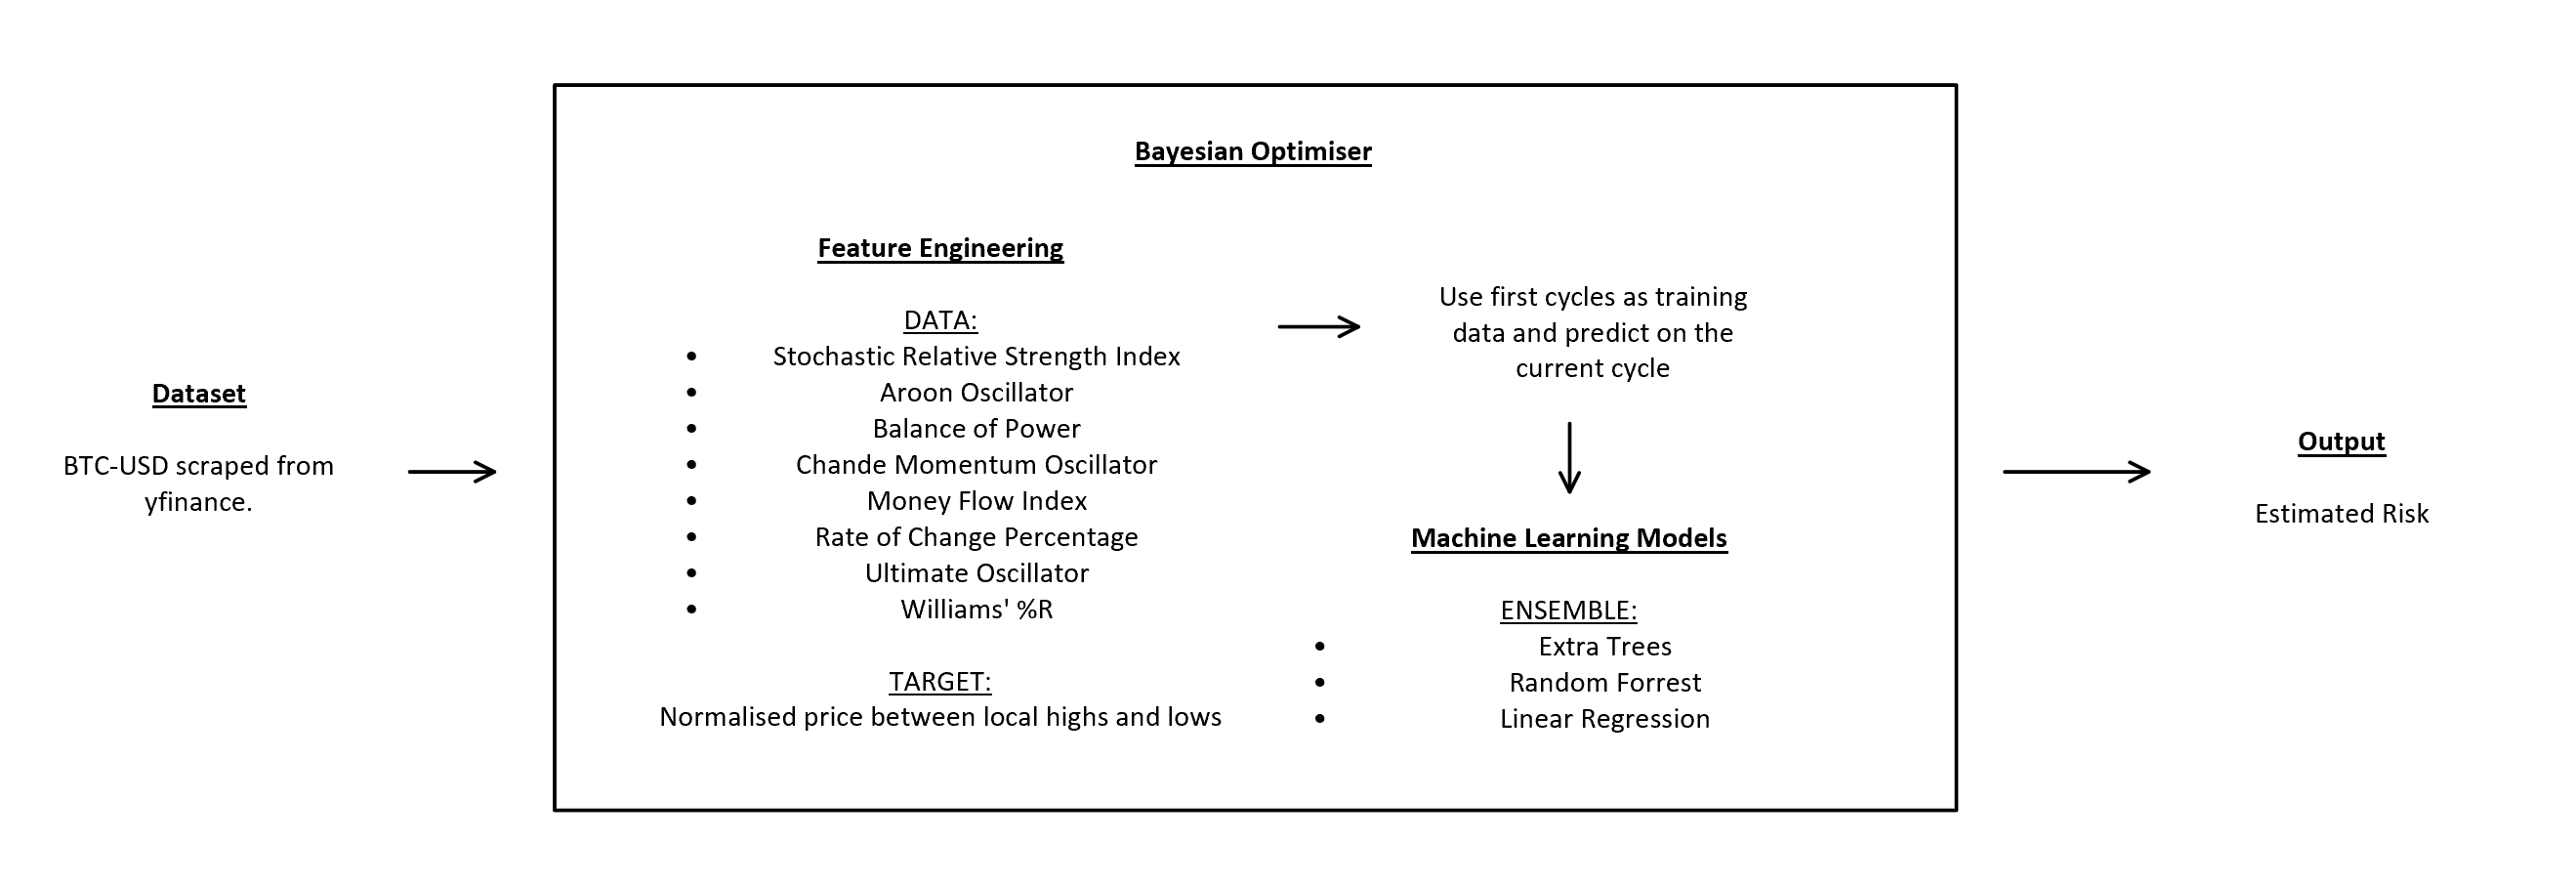 Dataset
BTC-USD scraped from
yfinance.
Bayesian Optimiser
Feature Engineering
DATA:
• Stochastic Relative Strength Index
• Aroon Oscillator
• Balance of Power
• Chande Momentum Oscillator
• Money Flow Index
• Rate of Change Percentage
• Ultimate Oscillator
• Williams' %R
TARGET:
Normalised price between local highs and lows
Use first cycles as training
data and predict on the
current cycle
Machine Learning Models
ENSEMBLE:
• Extra Trees
• Random Forrest
• Linear Regression
Output
Estimated Risk